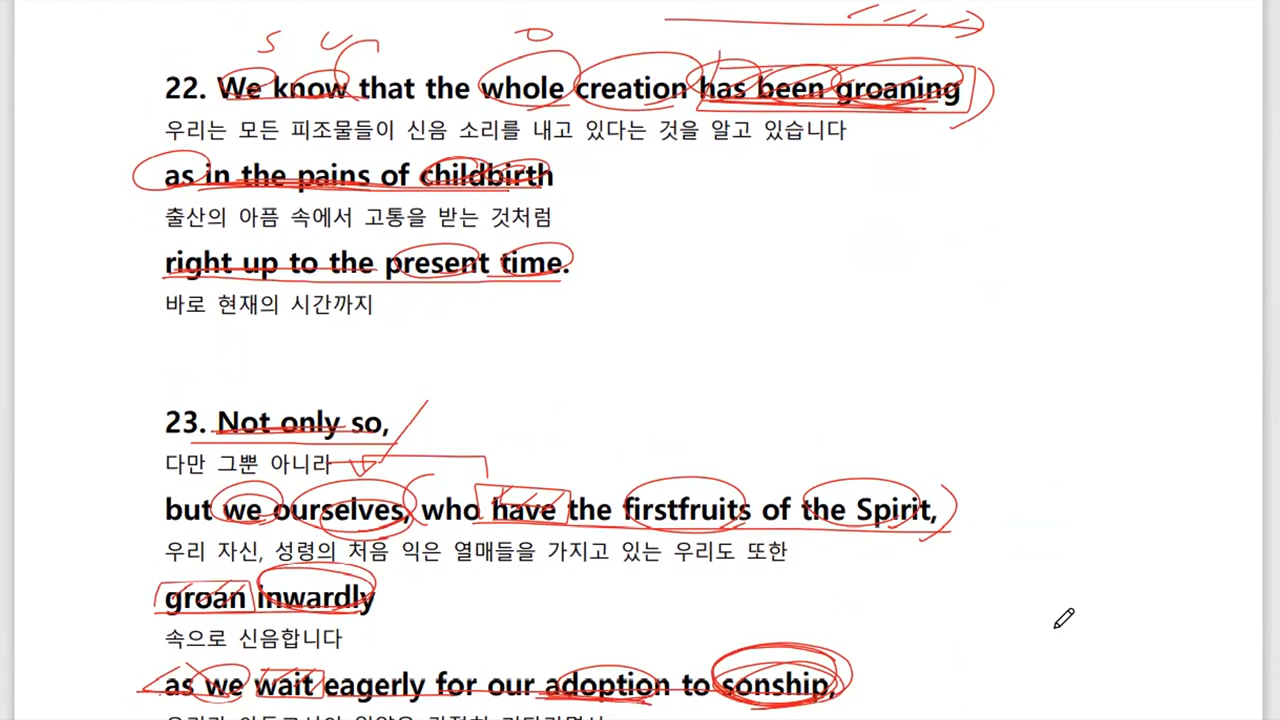 S V O
22. We know that the whole creation has been groaning
우리는 모든 피조물들이 신음 소리를 내고 있다는 것을 알고 있습니다
as in the pains of childbirth
출산의 아픔 속에서 고통을 받는 것처럼
right up to the present time.
바로 현재의 시간까지
23. Not only so,
다만 그뿐 아니라
but we ourselves, who have the firstfruits of the Spirit,
우리 자신, 성령의 처음 익은 열매들을 가지고 있는 우리도 또한
groan inwardly
속으로 신음합니다
as we wait eagerly for our adoption to sonship,